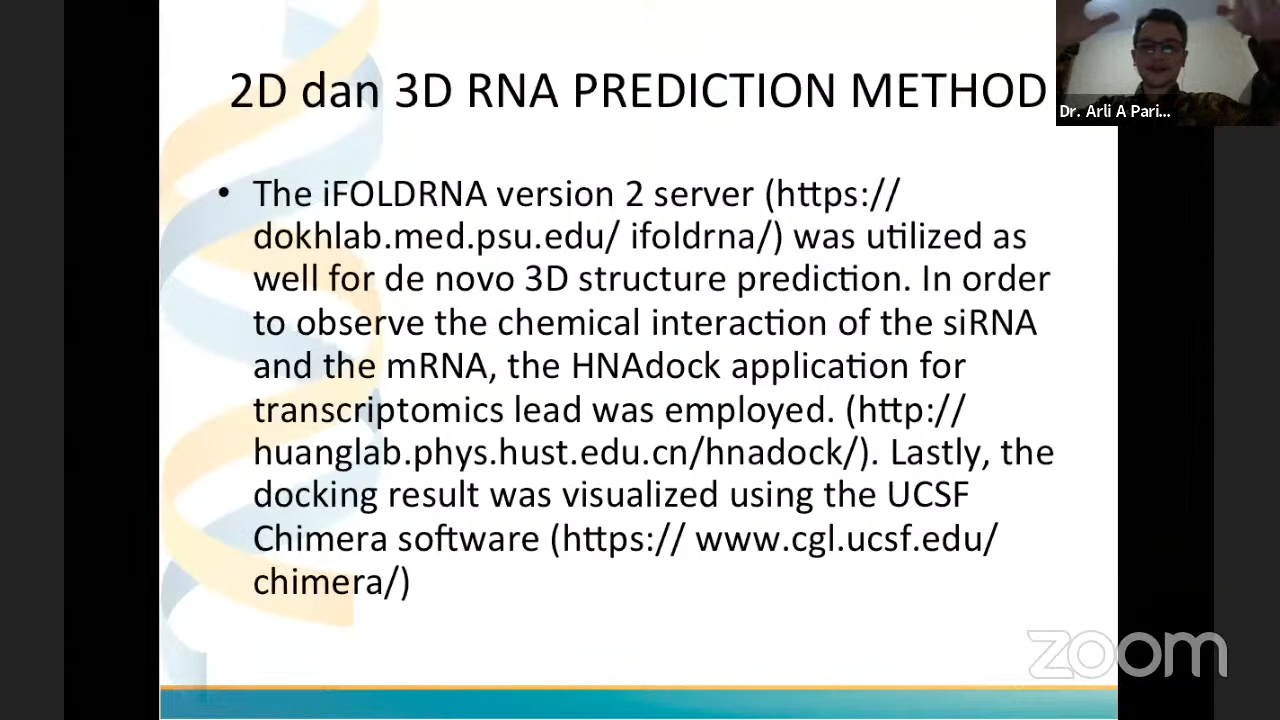 2D dan 3D RNA PREDICTION METHOD
Dr. Arli A Pari...
• The iFOLDRNA version 2 server (https://
dokhlab.med.psu.edu/ ifoldrna/) was utilized as
well for de novo 3D structure prediction. In order
to observe the chemical interaction of the siRNA
and the mRNA, the HNAdock application for
transcriptomics lead was employed. (http://
huanglab.phys.hust.edu.cn/hnadock/). Lastly, the
docking result was visualized using the UCSF
Chimera software (https:// www.cgl.ucsf.edu/
chimera/)
zoom